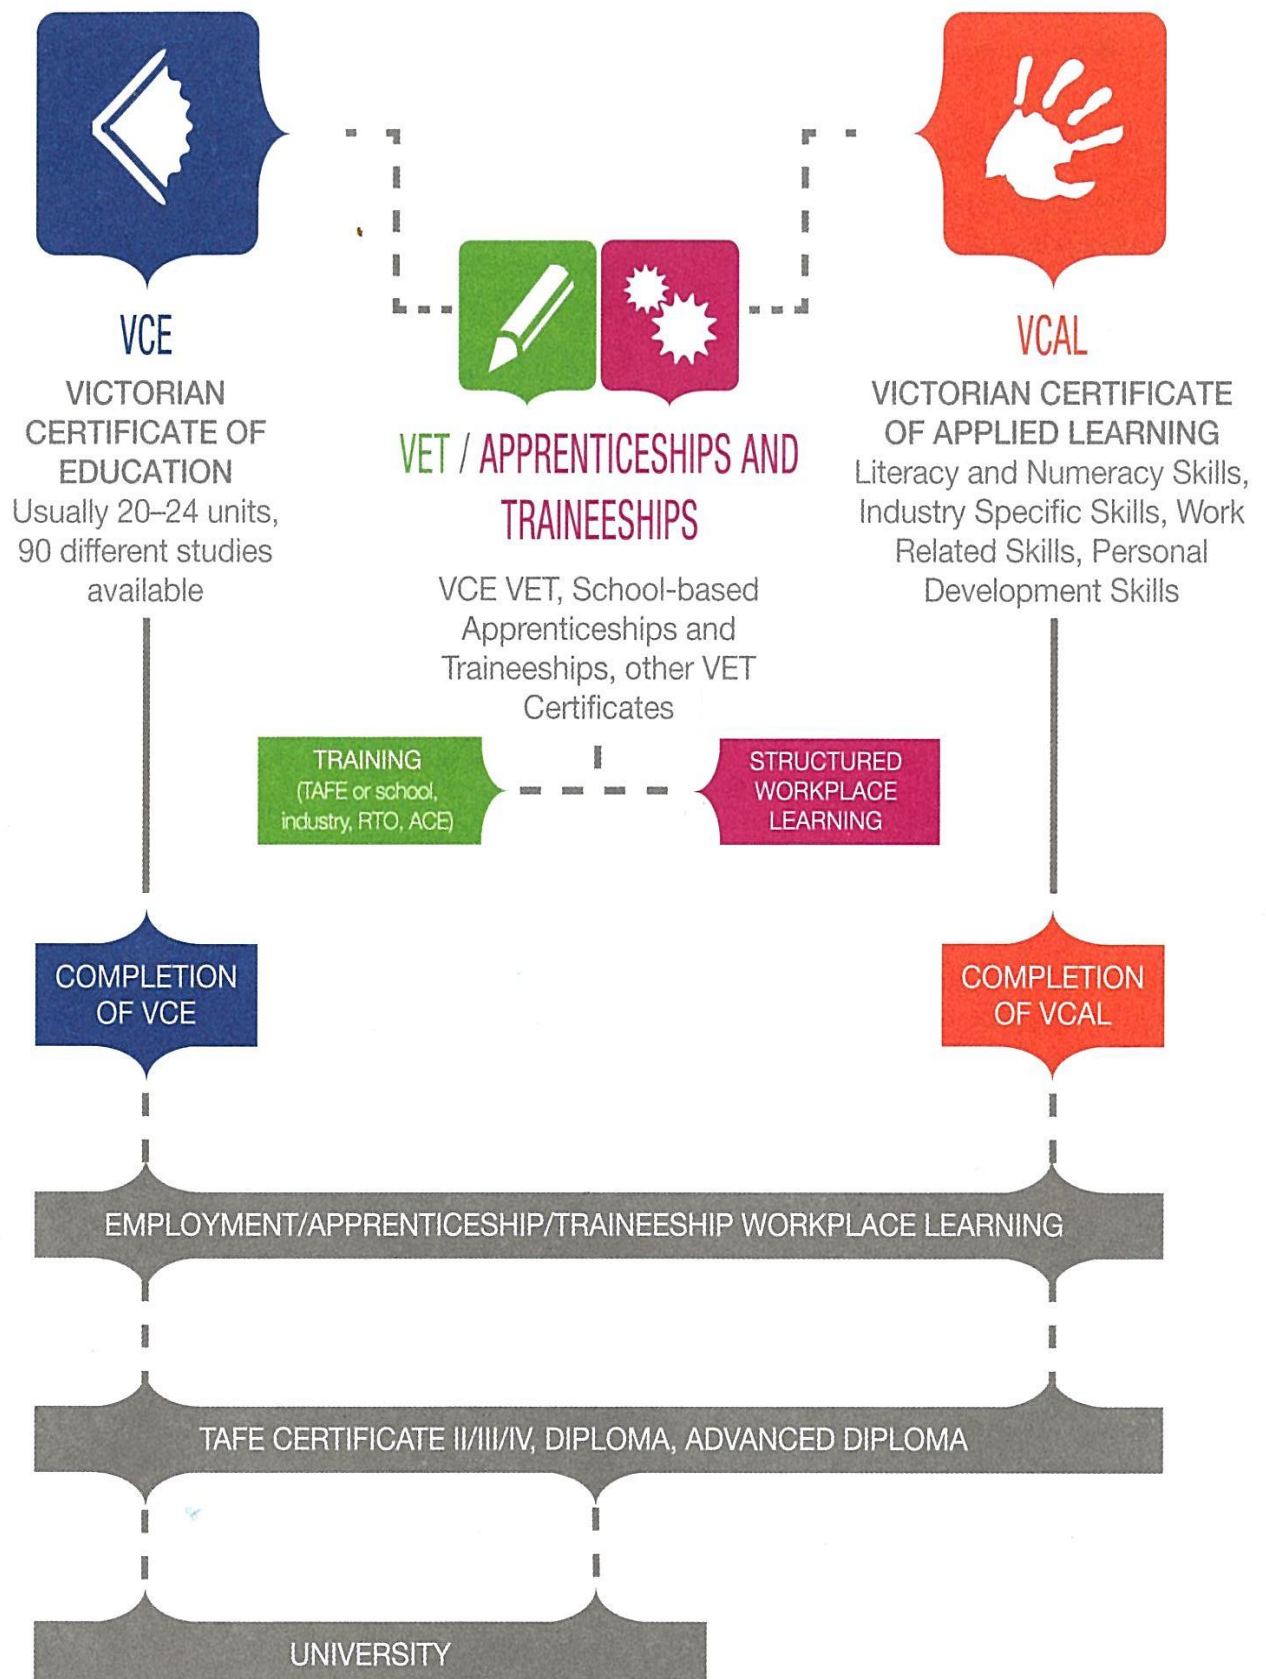 VCE
VICTORIAN
CERTIFICATE OF
EDUCATION
Usually 20–24 units,
90 different studies
available
VET / APPRENTICESHIPS AND
TRAINEESHIPS
VCE VET, School-based
Apprenticeships and
Traineeships, other VET
Certificates
VCAL
VICTORIAN CERTIFICATE
OF APPLIED LEARNING
Literacy and Numeracy Skills,
Industry Specific Skills, Work
Related Skills, Personal
Development Skills
TRAINING
(TAFE or school,
industry, RTO, ACE)
STRUCTURED
WORKPLACE
LEARNING
COMPLETION
OF VCE
COMPLETION
OF VCAL
EMPLOYMENT/APPRENTICESHIP/TRAINEESHIP WORKPLACE LEARNING
TAFE CERTIFICATE II/III/IV, DIPLOMA, ADVANCED DIPLOMA
UNIVERSITY